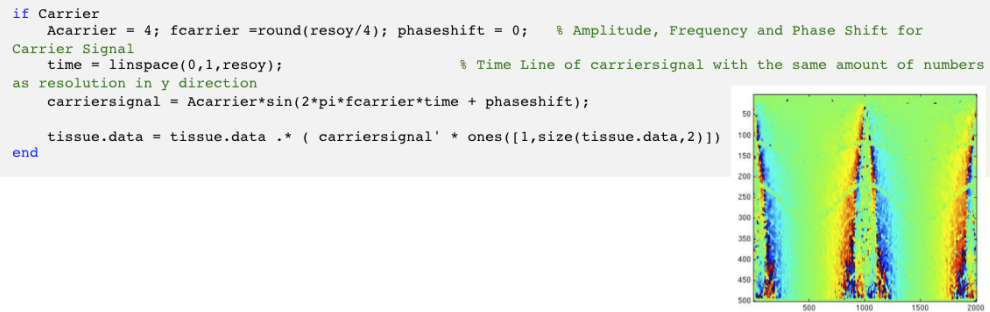 if Carrier
Acarrier = 4; fcarrier =round(resoy/4); phaseshift = 0; % Amplitude, Frequency and Phase Shift for
Carrier Signal
time = linspace(0,1,resoy); % Time Line of carriersignal with the same amount of numbers
as resolution in y direction
carriersignal = Acarrier*sin(2*pi*fcarrier*time + phaseshift);
tissue.data = tissue.data .* ( carriersignal' * ones([1,size(tissue.data,2)])
end
50
100
150
200
250
300
350
400
450
500
500 1000 1500 2000